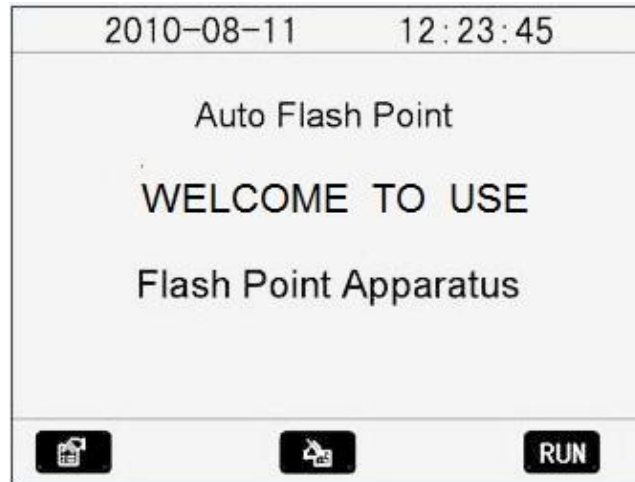 2010-08-11 12:23:45
Auto Flash Point
WELCOME TO USE
Flash Point Apparatus
RUN